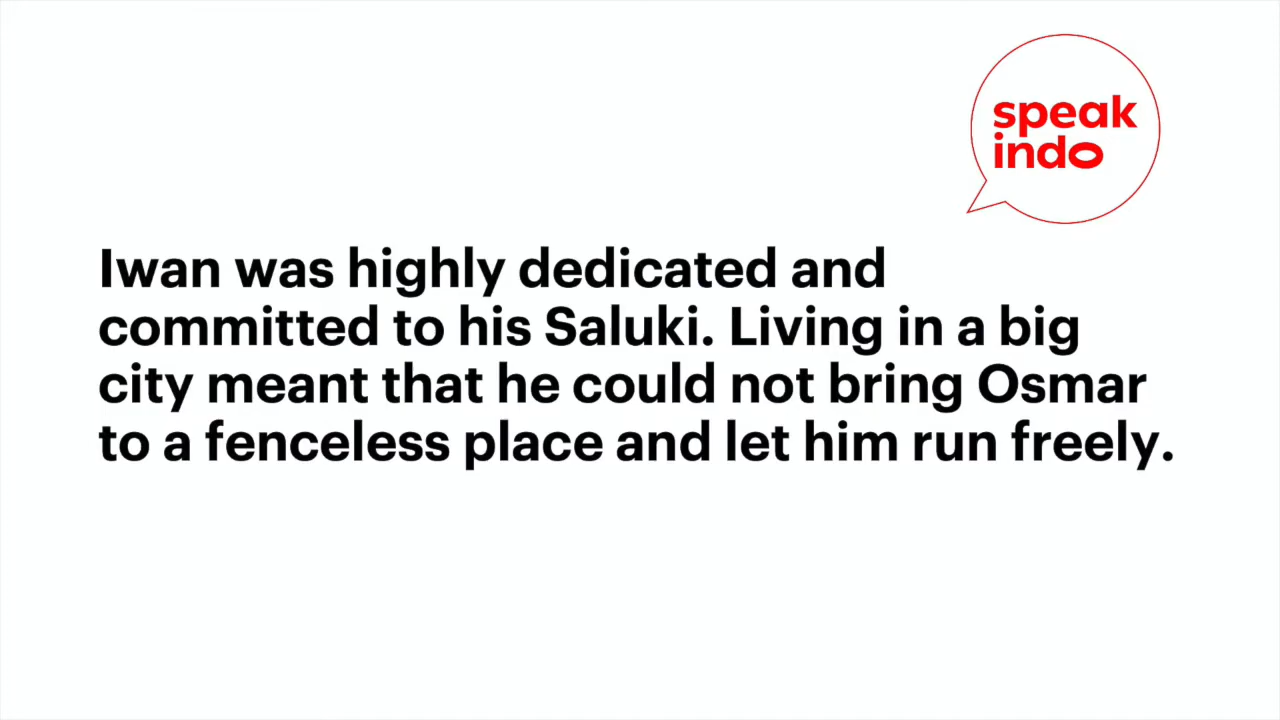 speak
indo
Iwan was highly dedicated and
committed to his Saluki. Living in a big
city meant that he could not bring Osmar
to a fenceless place and let him run freely.